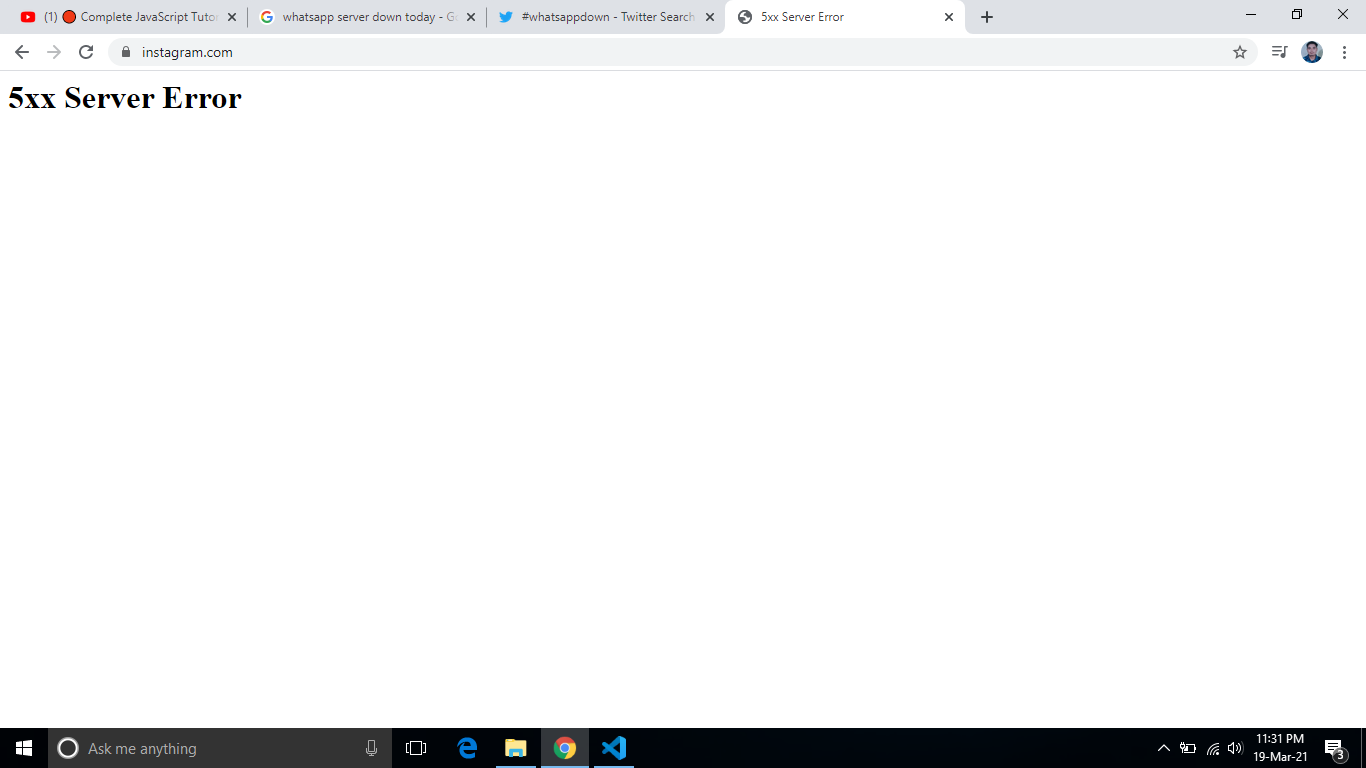 (1) 🔴 Complete JavaScript Tutor
whatsapp server down today - Go
#whatsappdown - Twitter Search
5xx Server Error
instagram.com
5xx Server Error
Ask me anything
11:31 PM
19-Mar-21
3